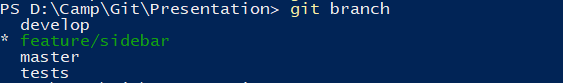 PS D:\Camp\Git\Presentation> git branch
  develop
* feature/sidebar
  master
  tests